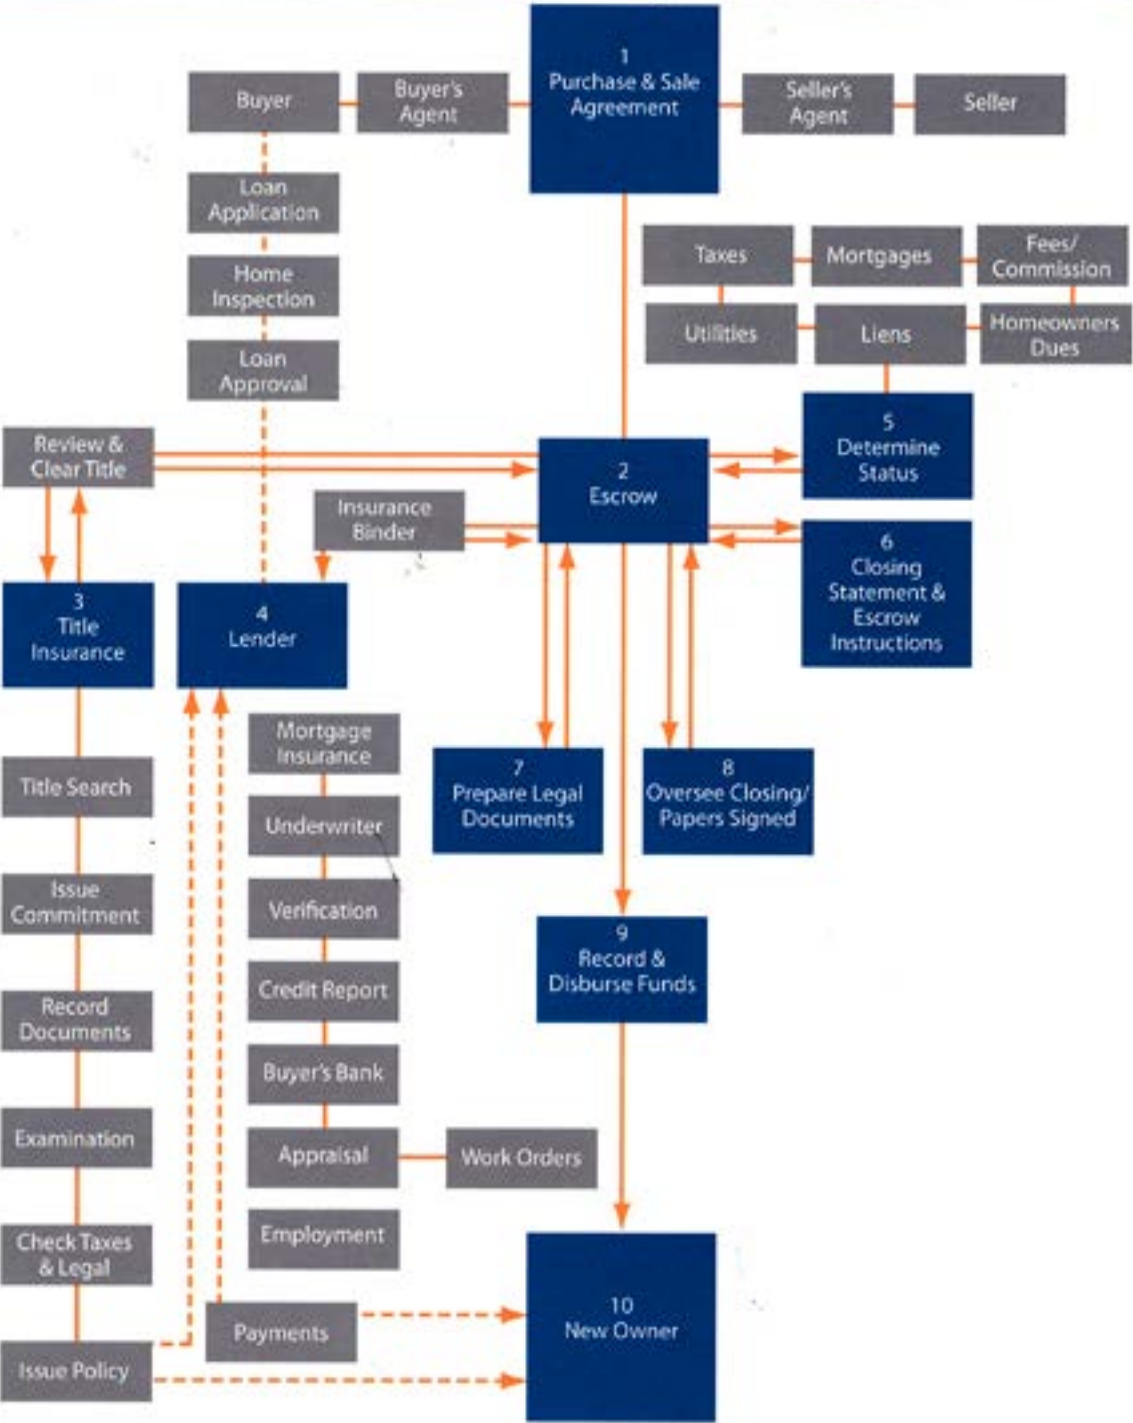 1
Purchase & Sale
Agreement
Buyer
Buyer's
Agent
Seller's
Agent
Seller
Loan
Application
Home
Inspection
Loan
Approval
Taxes
Mortgages
Fees/
Commission
Utilities
Liens
Homeowners
Dues
Review &
Clear Title
2
Escrow
5
Determine
Status
Insurance
Binder
6
Closing
Statement &
Escrow
Instructions
3
Title
Insurance
4
Lender
Mortgage
Insurance
7
Prepare Legal
Documents
8
Oversee Closing/
Papers Signed
Title Search
Underwriter
Issue
Commitment
Verification
9
Record &
Disburse Funds
Credit Report
Record
Documents
Buyer's Bank
Examination
Appraisal
Work Orders
Employment
Check Taxes
& Legal
Payments
10
New Owner
Issue Policy